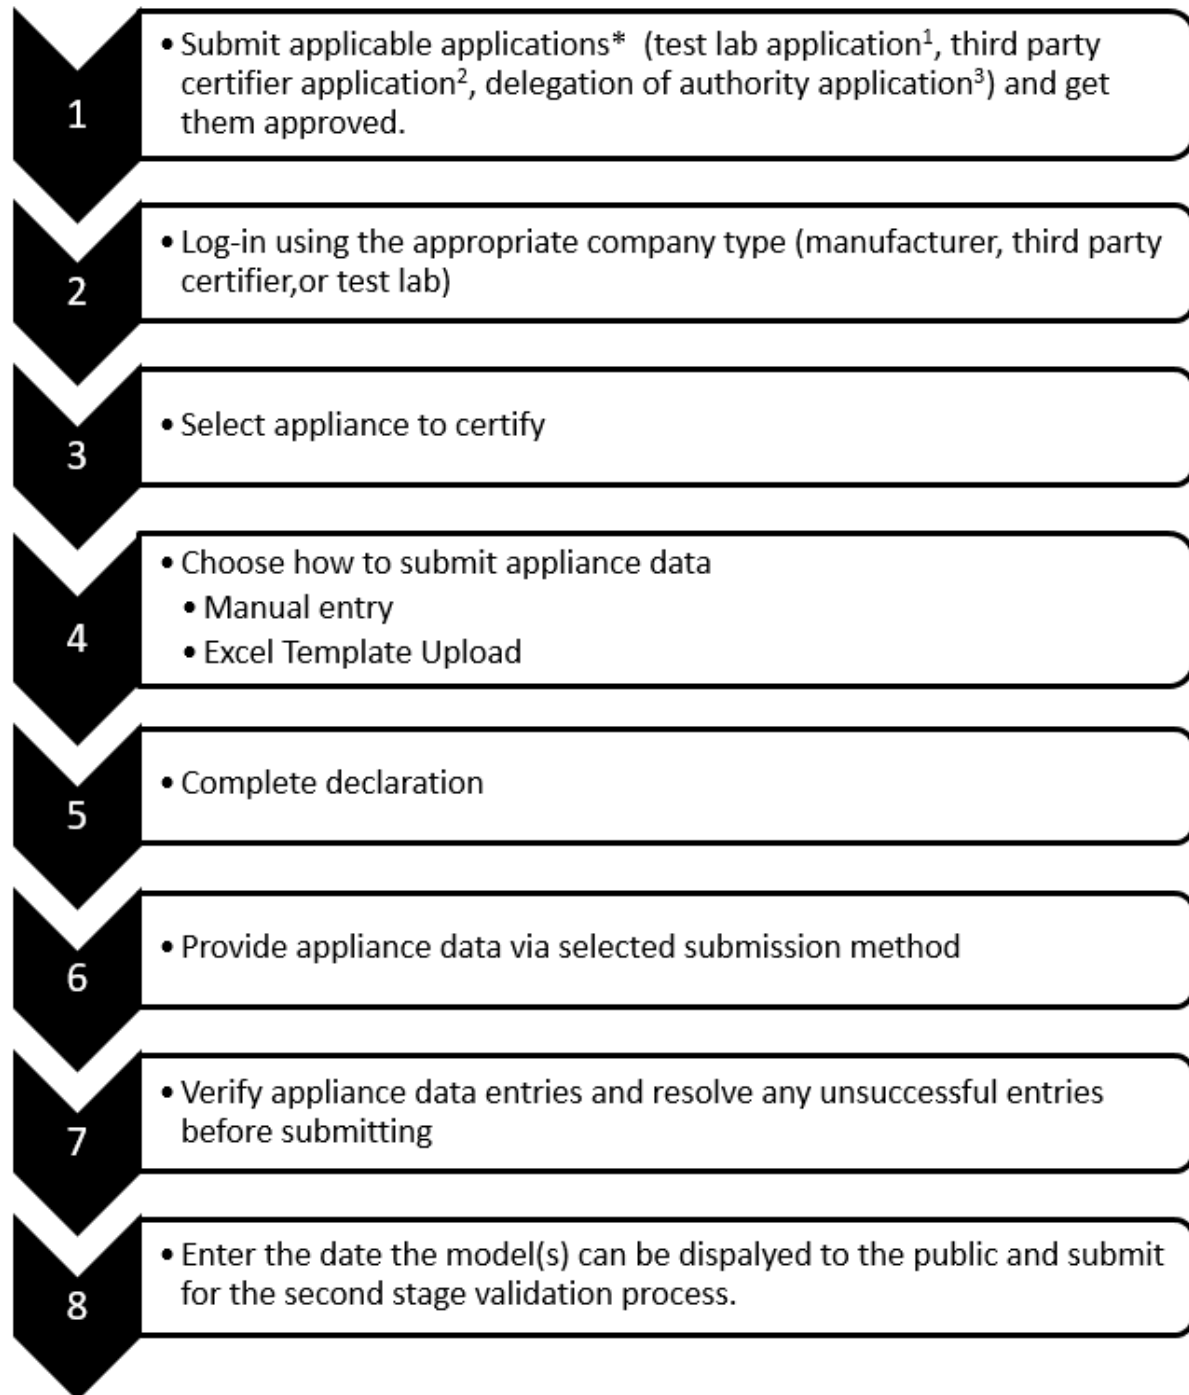 1
• Submit applicable applications* (test lab application¹, third party
certifier application², delegation of authority application³) and get
them approved.
2
• Log-in using the appropriate company type (manufacturer, third party
certifier,or test lab)
3
• Select appliance to certify
4
• Choose how to submit appliance data
• Manual entry
• Excel Template Upload
5
• Complete declaration
6
• Provide appliance data via selected submission method
7
• Verify appliance data entries and resolve any unsuccessful entries
before submitting
8
• Enter the date the model(s) can be dispalyed to the public and submit
for the second stage validation process.